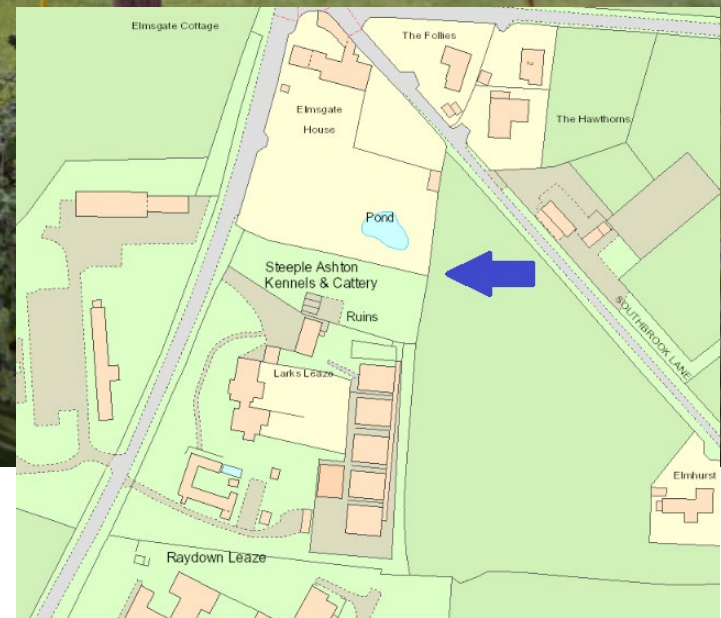 Elmsgate Cottage
The Follies
2
Elmsgate
House
The Hawthorns
Pond
Steeple Ashton
Kennels & Cattery
Ruins
SOUTHBROOK LANE
Larks Leaze
Elmhurst
Raydown Leaze